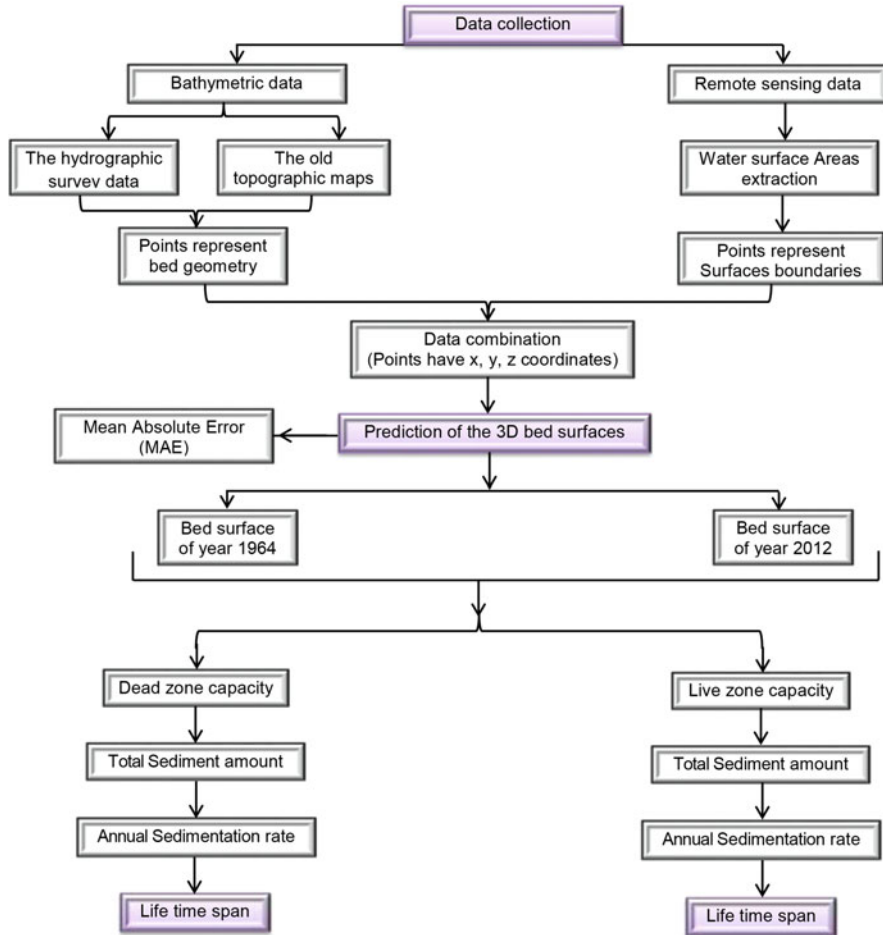 Data collection
Bathymetric data
Remote sensing data
The hydrographic
survey data
The old
topographic maps
Water surface Areas
extraction
Points represent
bed geometry
Points represent
Surfaces boundaries
Data combination
(Points have x, y, z coordinates)
Mean Absolute Error
(MAE)
Prediction of the 3D bed surfaces
Bed surface
of year 1964
Bed surface
of year 2012
Dead zone capacity
Live zone capacity
Total Sediment amount
Total Sediment amount
Annual Sedimentation rate
Annual Sedimentation rate
Life time span
Life time span